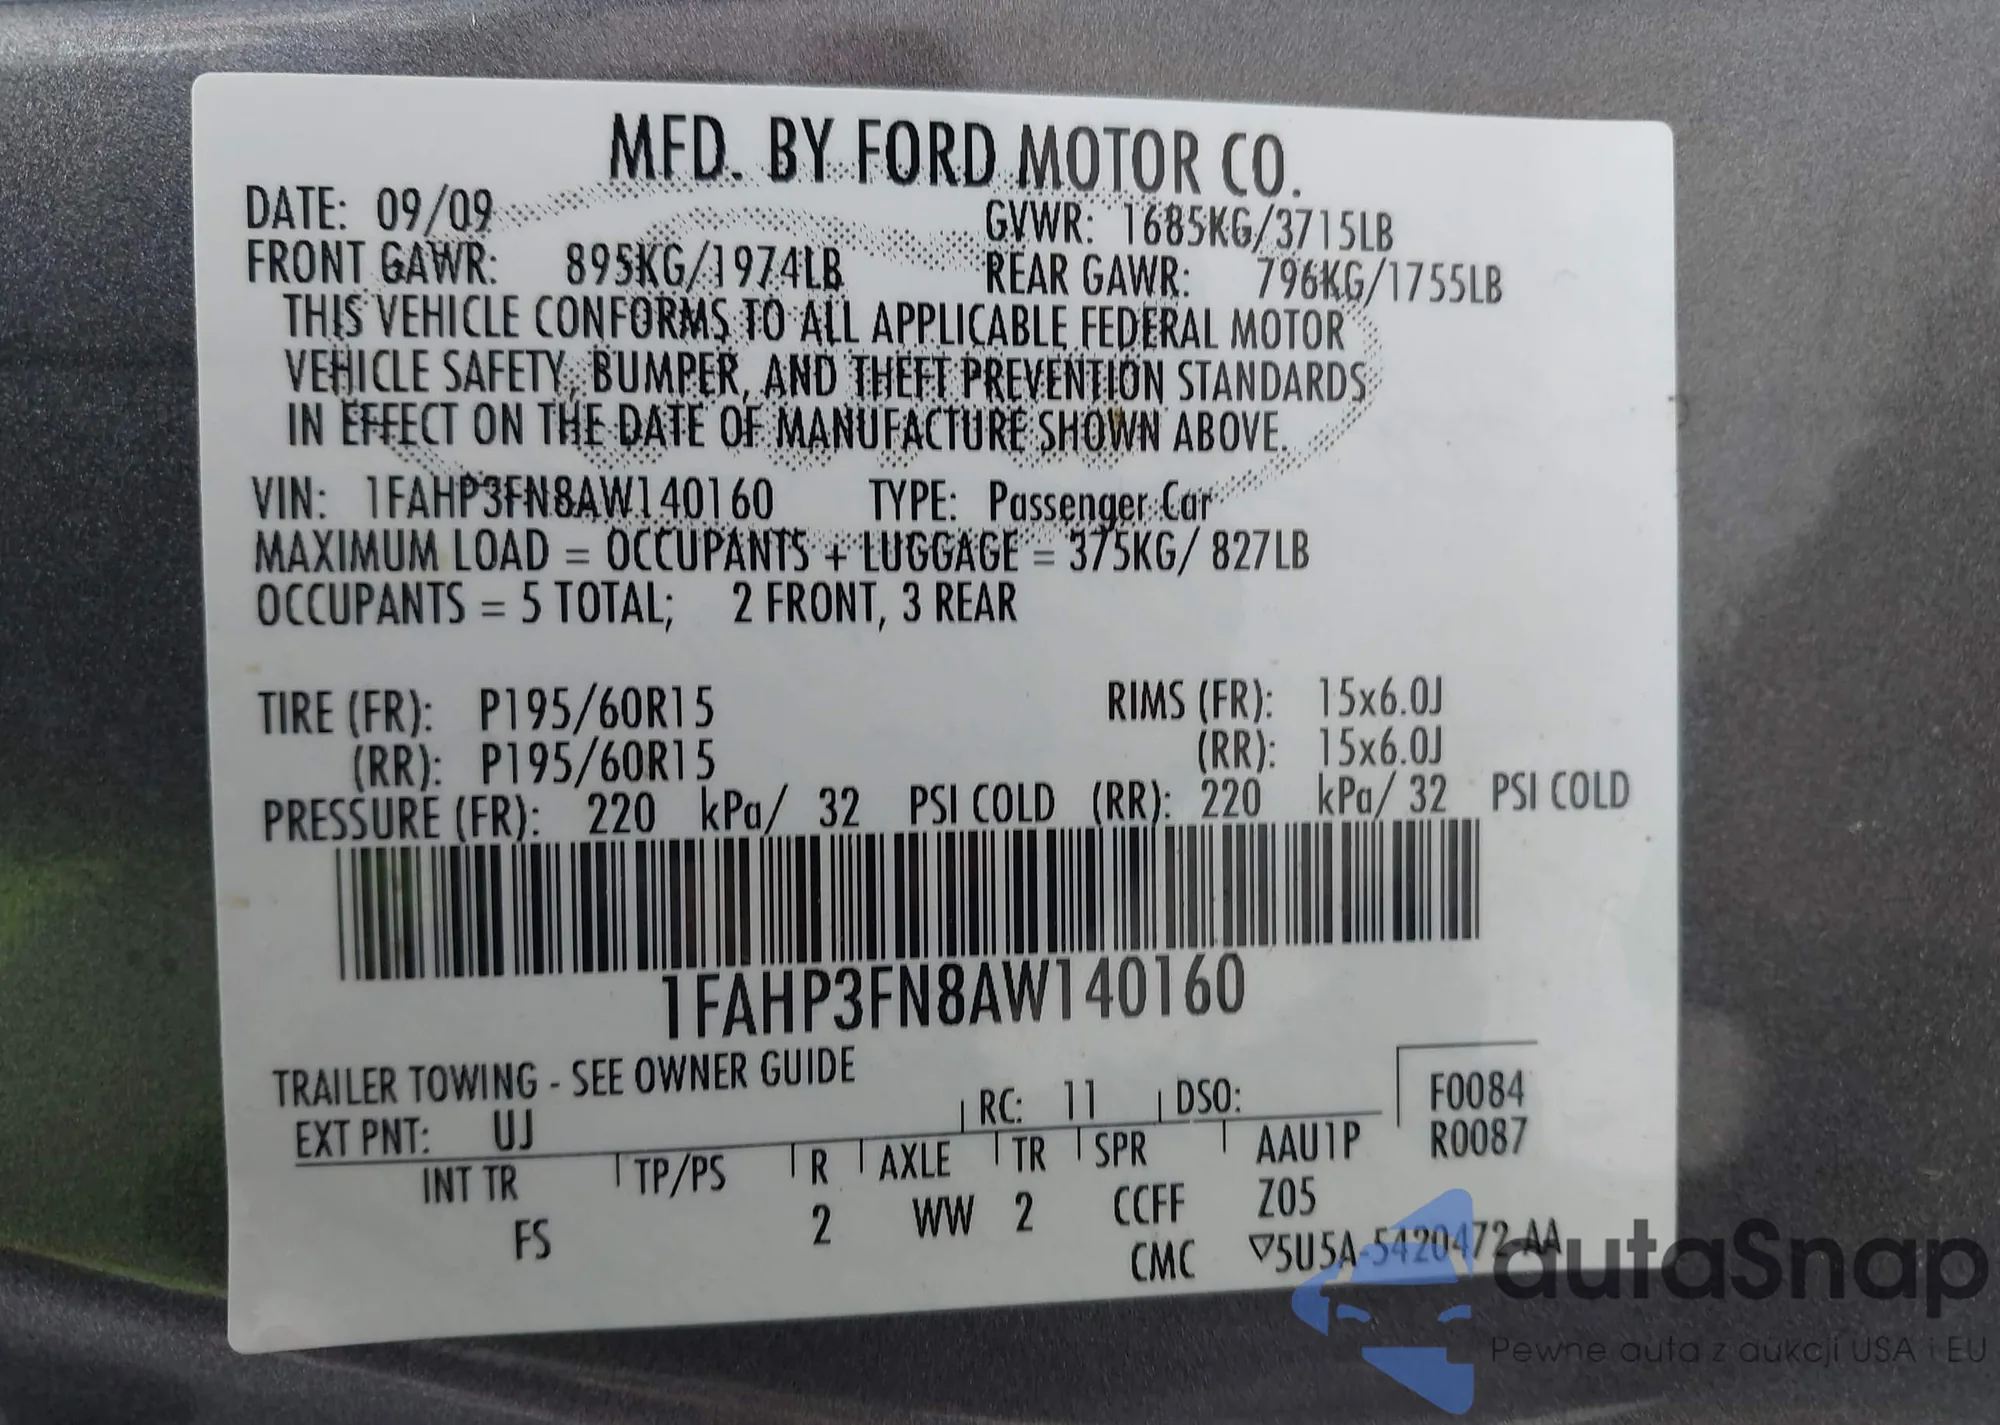 MFD. BY FORD MOTOR CO.
DATE: 09/09 GVWR: 1685KG/3715LB
FRONT GAWR: 895KG/1974LB REAR GAWR: 796KG/1755LB
THIS VEHICLE CONFORMS TO ALL APPLICABLE FEDERAL MOTOR
VEHICLE SAFETY, BUMPER, AND THEFT PREVENTION STANDARDS
IN EFFECT ON THE DATE OF MANUFACTURE SHOWN ABOVE.
VIN: 1FAHP3FN8AW140160 TYPE: Passenger Car
MAXIMUM LOAD = OCCUPANTS + LUGGAGE = 375KG/ 827LB
OCCUPANTS = 5 TOTAL; 2 FRONT, 3 REAR
TIRE (FR): P195/60R15 RIMS (FR): 15x6.0J
(RR): P195/60R15 (RR): 15x6.0J
PRESSURE (FR): 220 kPa/ 32 PSI COLD (RR): 220 kPa/ 32 PSI COLD
1FAHP3FN8AW140160
TRAILER TOWING - SEE OWNER GUIDE
EXT PNT: UJ RC: 11 DSO: F0084
INT TR TP/PS R AXLE TR SPR AAU1P R0087
FS 2 WW 2 CCFF Z05
CMC ▽5U5A-5420472-AA
autaSnap
Pewne auta z aukcji USA i EU